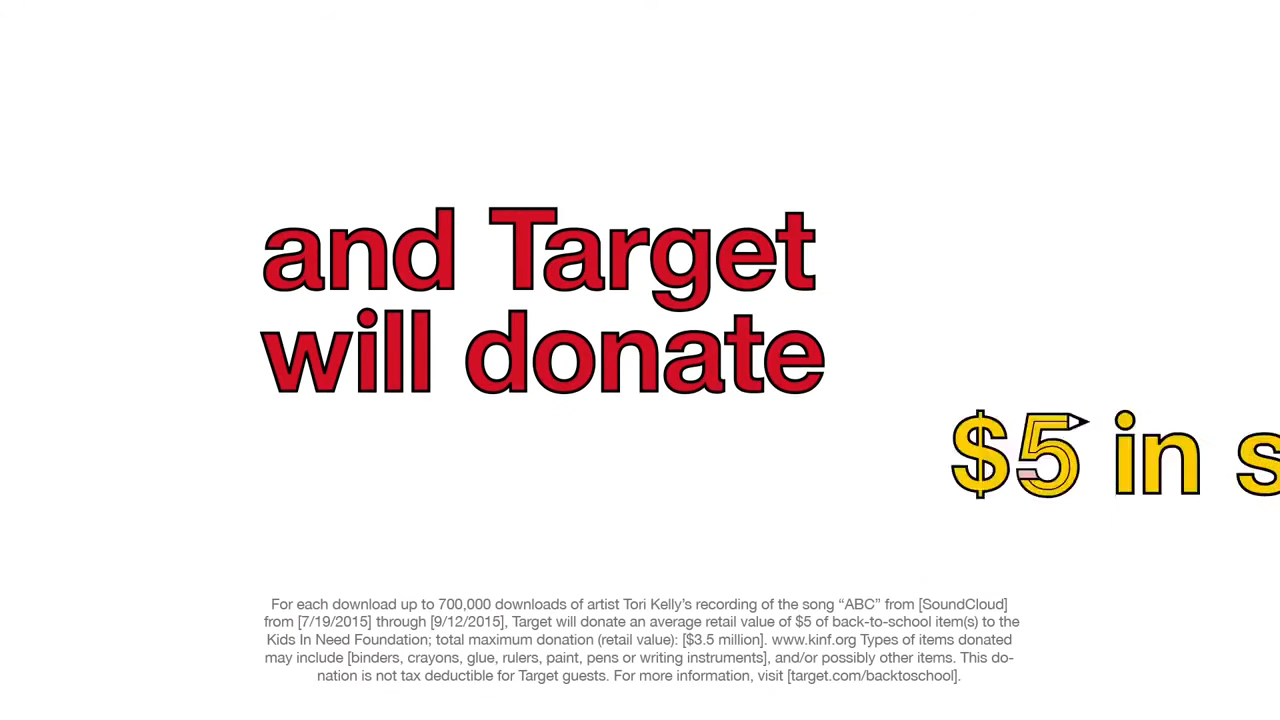 and Target
will donate
$5 in s
For each download up to 700,000 downloads of artist Tori Kelly’s recording of the song “ABC” from [SoundCloud]
from [7/19/2015] through [9/12/2015], Target will donate an average retail value of $5 of back-to-school item(s) to the
Kids In Need Foundation; total maximum donation (retail value): [$3.5 million]. www.kinf.org Types of items donated
may include [binders, crayons, glue, rulers, paint, pens or writing instruments], and/or possibly other items. This do-
nation is not tax deductible for Target guests. For more information, visit [target.com/backtoschool].